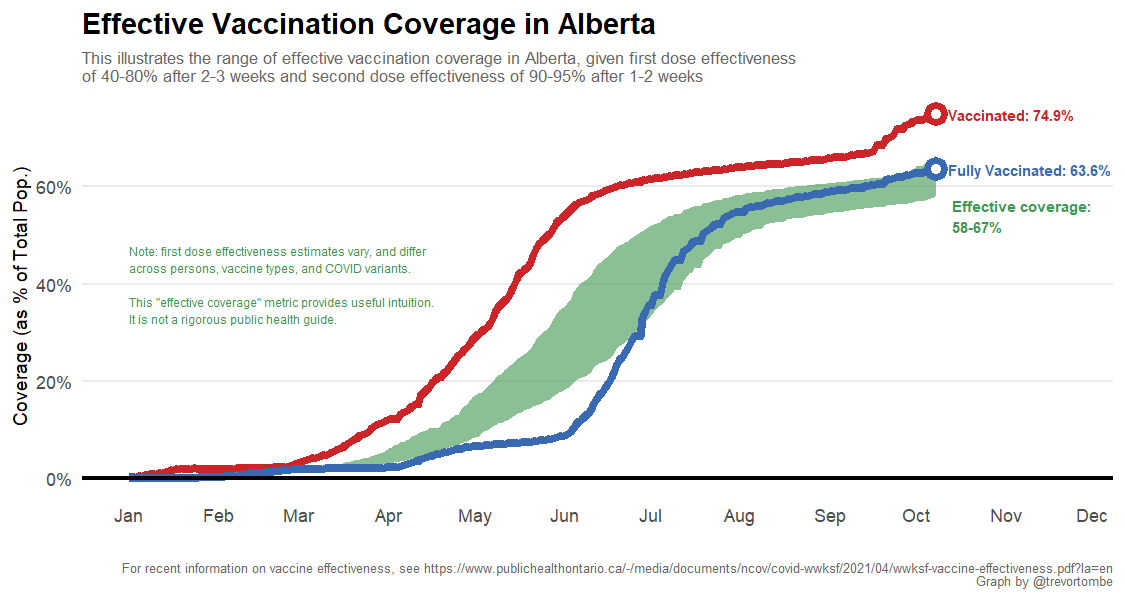 Effective Vaccination Coverage in Alberta
This illustrates the range of effective vaccination coverage in Alberta, given first dose effectiveness
of 40-80% after 2-3 weeks and second dose effectiveness of 90-95% after 1-2 weeks
Coverage (as % of Total Pop.)
60%
40%
20%
0%
Vaccinated: 74.9%
Fully Vaccinated: 63.6%
Effective coverage:
58-67%
Note: first dose effectiveness estimates vary, and differ
across persons, vaccine types, and COVID variants.
This "effective coverage" metric provides useful intuition.
It is not a rigorous public health guide.
Jan Feb Mar Apr May Jun Jul Aug Sep Oct Nov Dec
For recent information on vaccine effectiveness, see https://www.publichealthontario.ca/-/media/documents/ncov/covid-wwksf/2021/04/wwksf-vaccine-effectiveness.pdf?la=en
Graph by @trevortombe